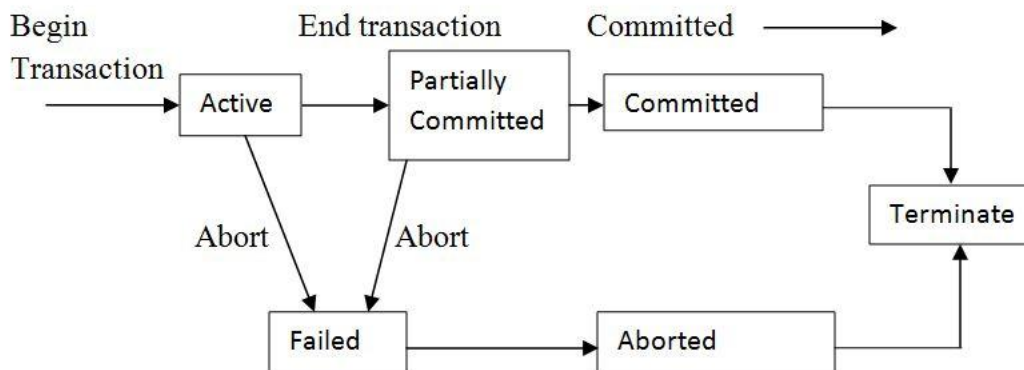 Begin
Transaction
End transaction
Committed
Active
Partially
Committed
Committed
Terminate
Abort
Abort
Failed
Aborted